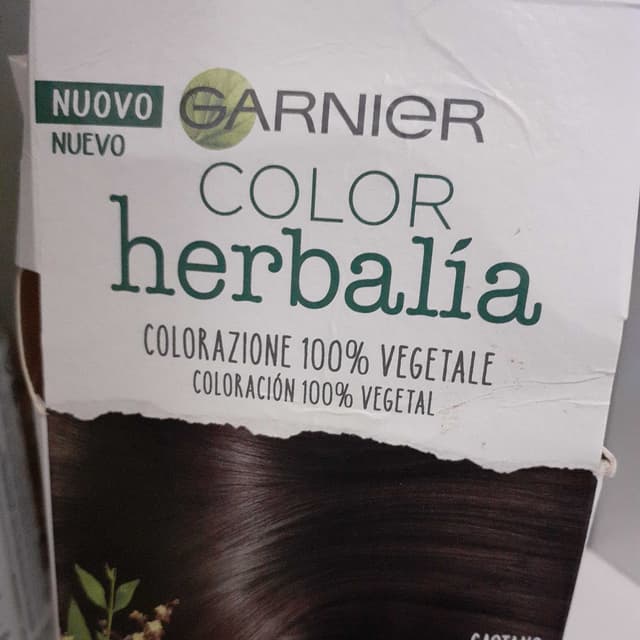 NUOVO
GARNIER
NUEVO
COLOR
herbalía
COLORAZIONE 100% VEGETALE
COLORACIÓN 100% VEGETAL